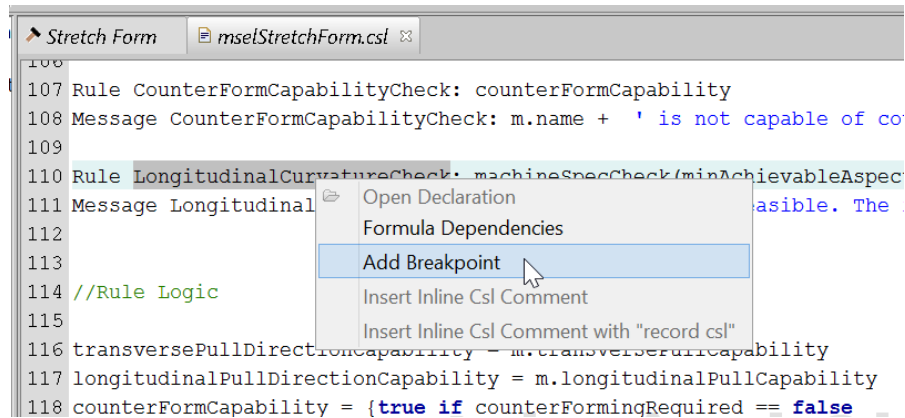 Stretch Form mselStretchForm.csl
106
107 Rule CounterFormCapabilityCheck: counterFormCapability
108 Message CounterFormCapabilityCheck: m.name + ' is not capable of
109
110 Rule LongitudinalCurvatureCheck: machineSpecCheck(minAchievableAspec
111 Message Longitudinal easible. The
Open Declaration
Formula Dependencies
112
113
Add Breakpoint
114 //Rule Logic
Insert Inline Csl Comment
115
Insert Inline Csl Comment with "record csl"
116 transversePullDirectionCapability = m.transversePullCapability
117 longitudinalPullDirectionCapability = m.longitudinalPullCapability
118 counterFormCapability = {true if counterFormingRequired == false